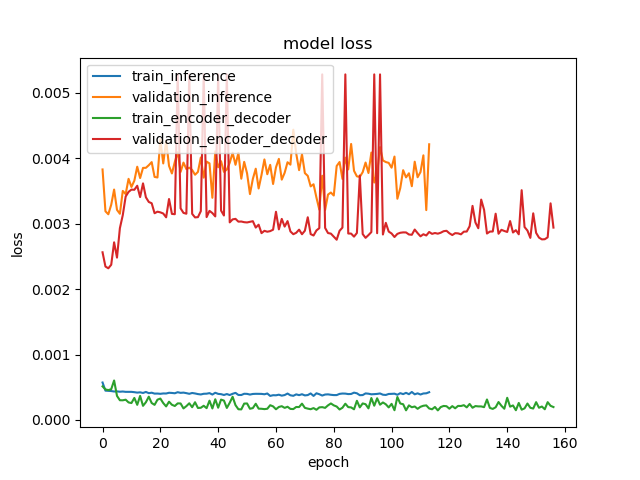 model loss
train_inference
validation_inference
train_encoder_decoder
validation_encoder_decoder
loss
0.005
0.004
0.003
0.002
0.001
0.000
0 20 40 60 80 100 120 140 160
epoch